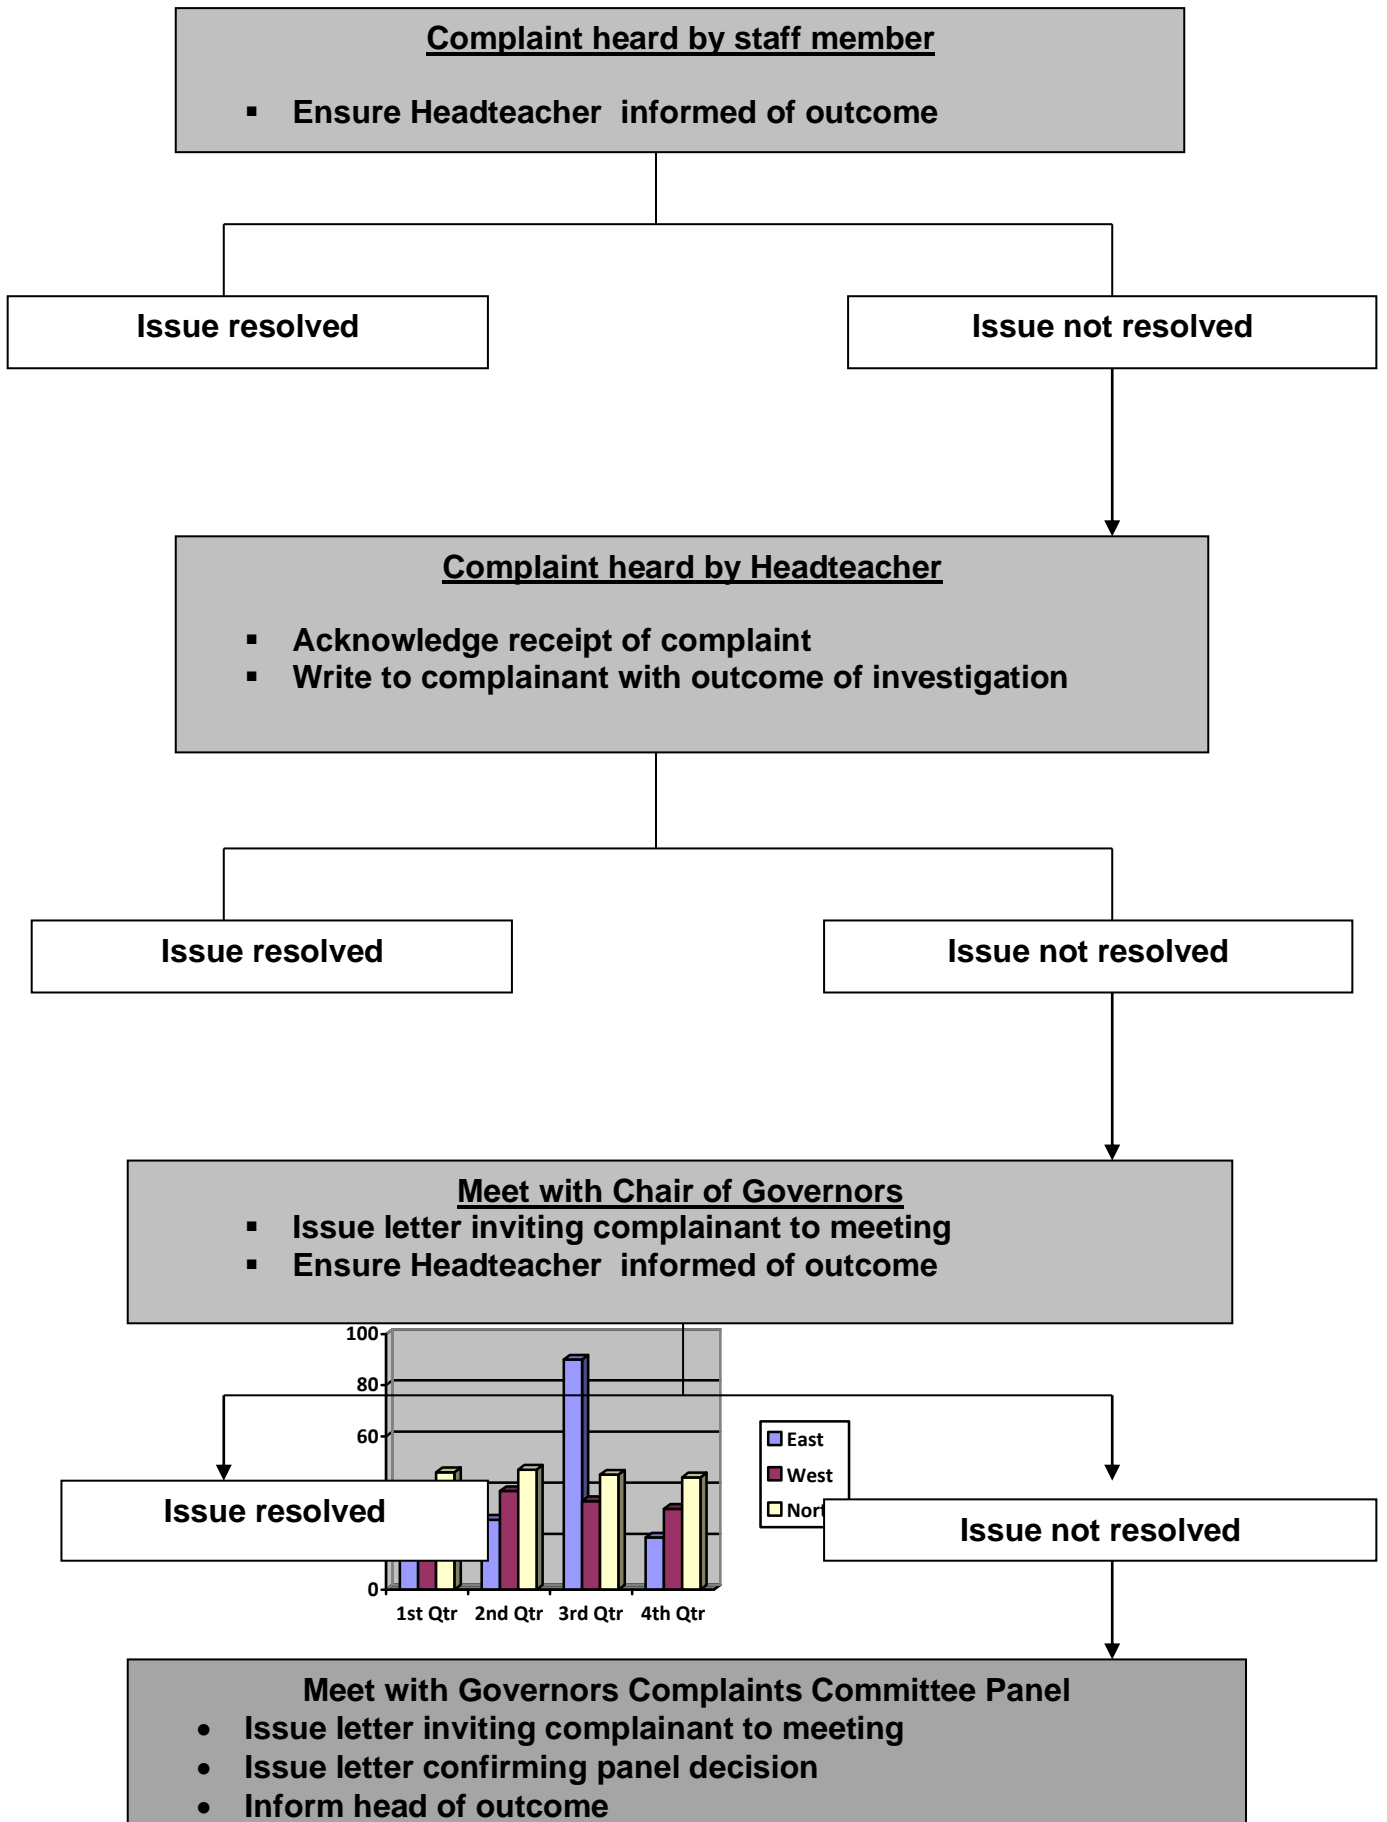 Complaint heard by staff member
▪ Ensure Headteacher  informed of outcome
Issue resolved
Issue not resolved
Complaint heard by Headteacher
▪ Acknowledge receipt of complaint
▪ Write to complainant with outcome of investigation
Issue resolved
Issue not resolved
Meet with Chair of Governors
▪ Issue letter inviting complainant to meeting
▪ Ensure Headteacher  informed of outcome
100
80
60
0
1st Qtr 2nd Qtr 3rd Qtr 4th Qtr
East
West
Issue resolved
Issue not resolved
Meet with Governors Complaints Committee Panel
• Issue letter inviting complainant to meeting
• Issue letter confirming panel decision
• Inform head of outcome